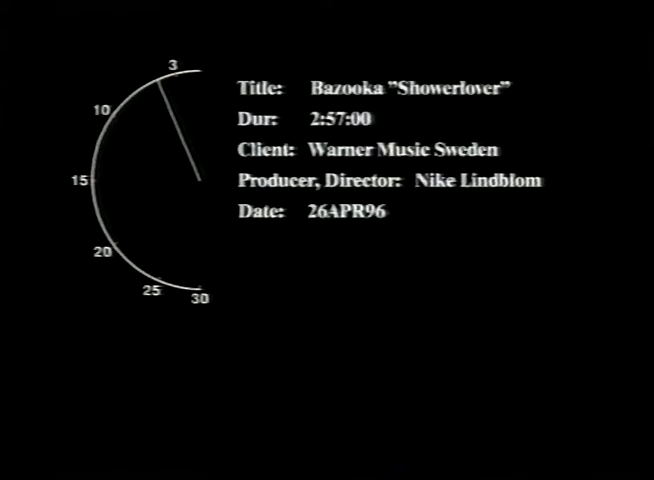 3
10
15
20
25
30
Title: Bazooka ”Showerlover”
Dur: 2:57:00
Client: Warner Music Sweden
Producer, Director: Nike Lindblom
Date: 26APR96